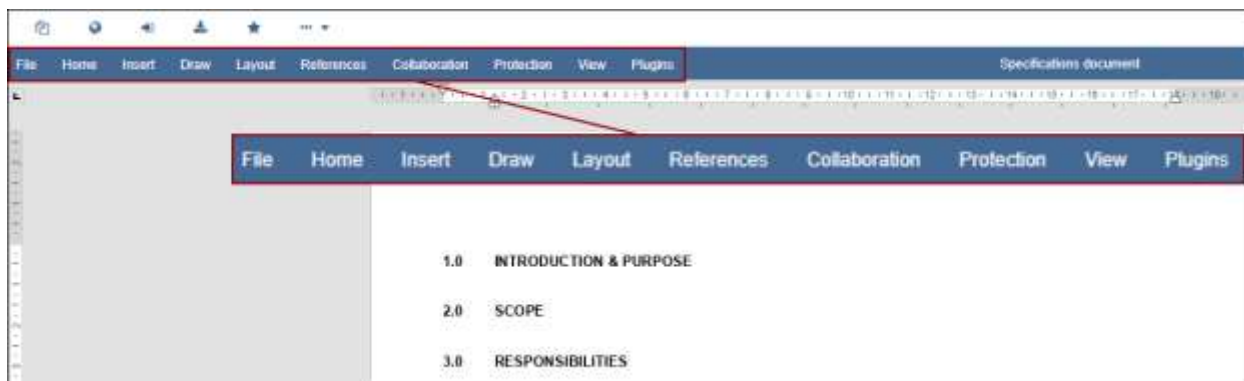 File Home Insert Draw Layout References Collaboration Protection View Plugins Specifications document
File Home Insert Draw Layout References Collaboration Protection View Plugins
1.0 INTRODUCTION & PURPOSE
2.0 SCOPE
3.0 RESPONSIBILITIES